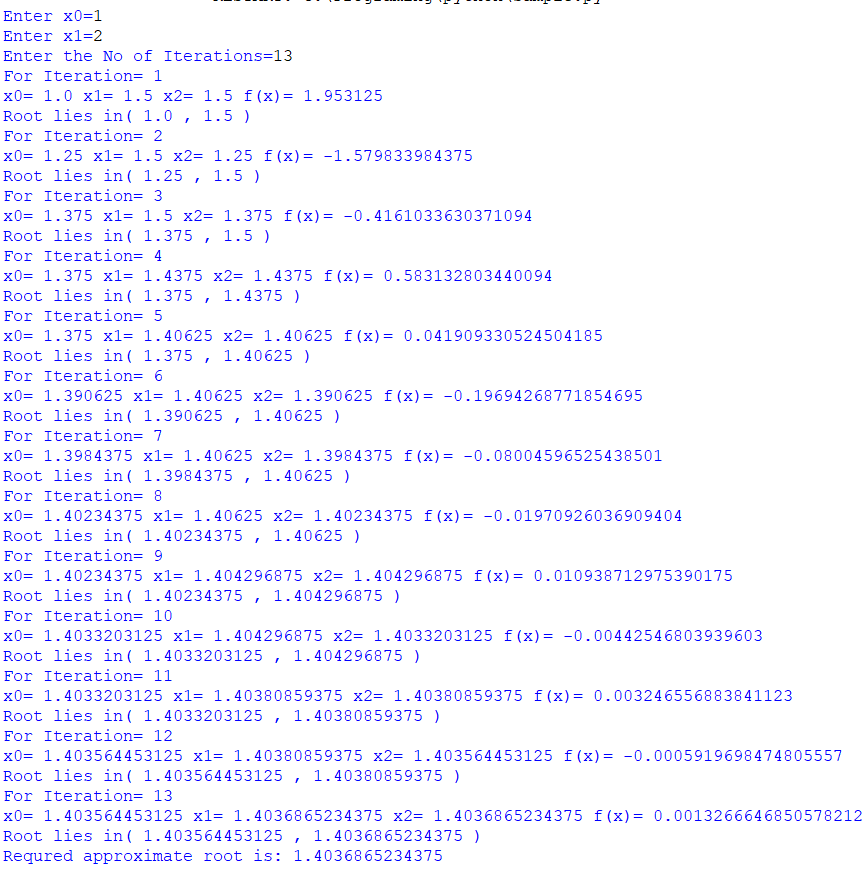 Enter x0=1
Enter x1=2
Enter the No of Iterations=13
For Iteration= 1
x0= 1.0 x1= 1.5 x2= 1.5 f(x)= 1.953125
Root lies in( 1.0 , 1.5 )
For Iteration= 2
x0= 1.25 x1= 1.5 x2= 1.25 f(x)= -1.579833984375
Root lies in( 1.25 , 1.5 )
For Iteration= 3
x0= 1.375 x1= 1.5 x2= 1.375 f(x)= -0.4161033630371094
Root lies in( 1.375 , 1.5 )
For Iteration= 4
x0= 1.375 x1= 1.4375 x2= 1.4375 f(x)= 0.583132803440094
Root lies in( 1.375 , 1.4375 )
For Iteration= 5
x0= 1.375 x1= 1.40625 x2= 1.40625 f(x)= 0.041909330524504185
Root lies in( 1.375 , 1.40625 )
For Iteration= 6
x0= 1.390625 x1= 1.40625 x2= 1.390625 f(x)= -0.19694268771854695
Root lies in( 1.390625 , 1.40625 )
For Iteration= 7
x0= 1.3984375 x1= 1.40625 x2= 1.3984375 f(x)= -0.08004596525438501
Root lies in( 1.3984375 , 1.40625 )
For Iteration= 8
x0= 1.40234375 x1= 1.40625 x2= 1.40234375 f(x)= -0.01970926036909404
Root lies in( 1.40234375 , 1.40625 )
For Iteration= 9
x0= 1.40234375 x1= 1.404296875 x2= 1.404296875 f(x)= 0.010938712975390175
Root lies in( 1.40234375 , 1.404296875 )
For Iteration= 10
x0= 1.4033203125 x1= 1.404296875 x2= 1.4033203125 f(x)= -0.00442546803939603
Root lies in( 1.4033203125 , 1.404296875 )
For Iteration= 11
x0= 1.4033203125 x1= 1.40380859375 x2= 1.40380859375 f(x)= 0.003246556883841123
Root lies in( 1.4033203125 , 1.40380859375 )
For Iteration= 12
x0= 1.403564453125 x1= 1.40380859375 x2= 1.403564453125 f(x)= -0.0005919698474805557
Root lies in( 1.403564453125 , 1.40380859375 )
For Iteration= 13
x0= 1.403564453125 x1= 1.4036865234375 x2= 1.4036865234375 f(x)= 0.0013266646850578212
Root lies in( 1.403564453125 , 1.4036865234375 )
Requred approximate root is: 1.4036865234375